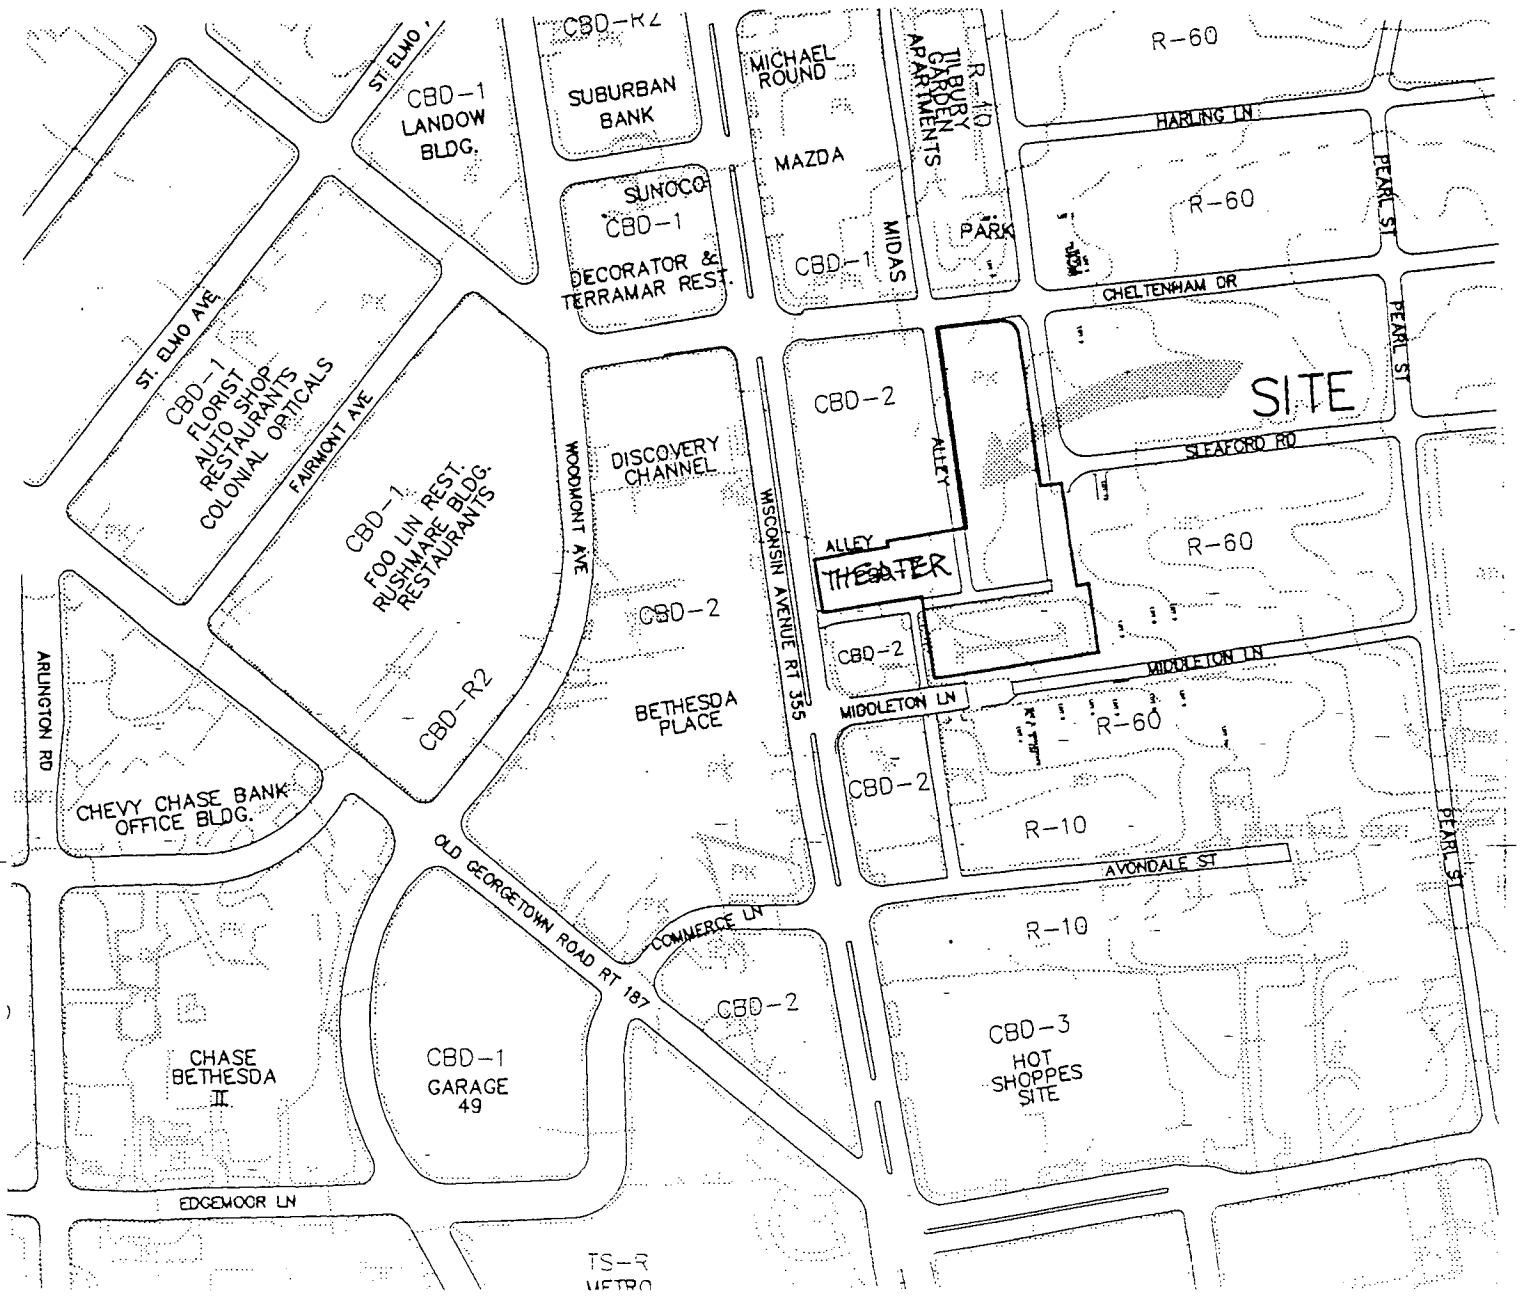 CBD-R2
ST. ELMO
CBD-1
LANDOW
BLDG.
SUBURBAN
BANK
MICHAEL
ROUND
MAZDA
TILBURY
GARDEN
APARTMENTS
R-10
R-60
HARLING LN
PEARL ST
SUNOCO
CBD-1
DECORATOR &
TERRAMAR REST.
CBD-1
MIDAS
PARK
R-60
CHELTENHAM DR
PEARL ST
ST. ELMO AVE
CBD-1
FLORIST
AUTO SHOP
RESTAURANTS
COLONIAL OPTICALS
PK
FAIRMONT AVE
CBD-1
FOO LIN REST.
RUSHMARE BLDG.
RESTAURANTS
CBD-R2
WOODMONT AVE
DISCOVERY
CHANNEL
WISCONSIN AVENUE RT 355
CBD-2
ALLEY
PK
SITE
SLEAFORD RD
ALLEY
THEATER
R-60
CBD-2
CBD-2
MIDDLETON LN
MIDDLETON LN
BETHESDA
PLACE
R-60
ARLINGTON RD
CHEVY CHASE BANK
OFFICE BLDG.
CBD-2
R-10
BASKETBALL COURT
PEARL ST
AVONDALE ST
OLD GEORGETOWN ROAD RT 187
COMMERCE LN
R-10
CBD-2
CBD-3
HOT
SHOPPES
SITE
CHASE
BETHESDA
II
CBD-1
GARAGE
49
EDGEMOOR LN
TS-R
METRO